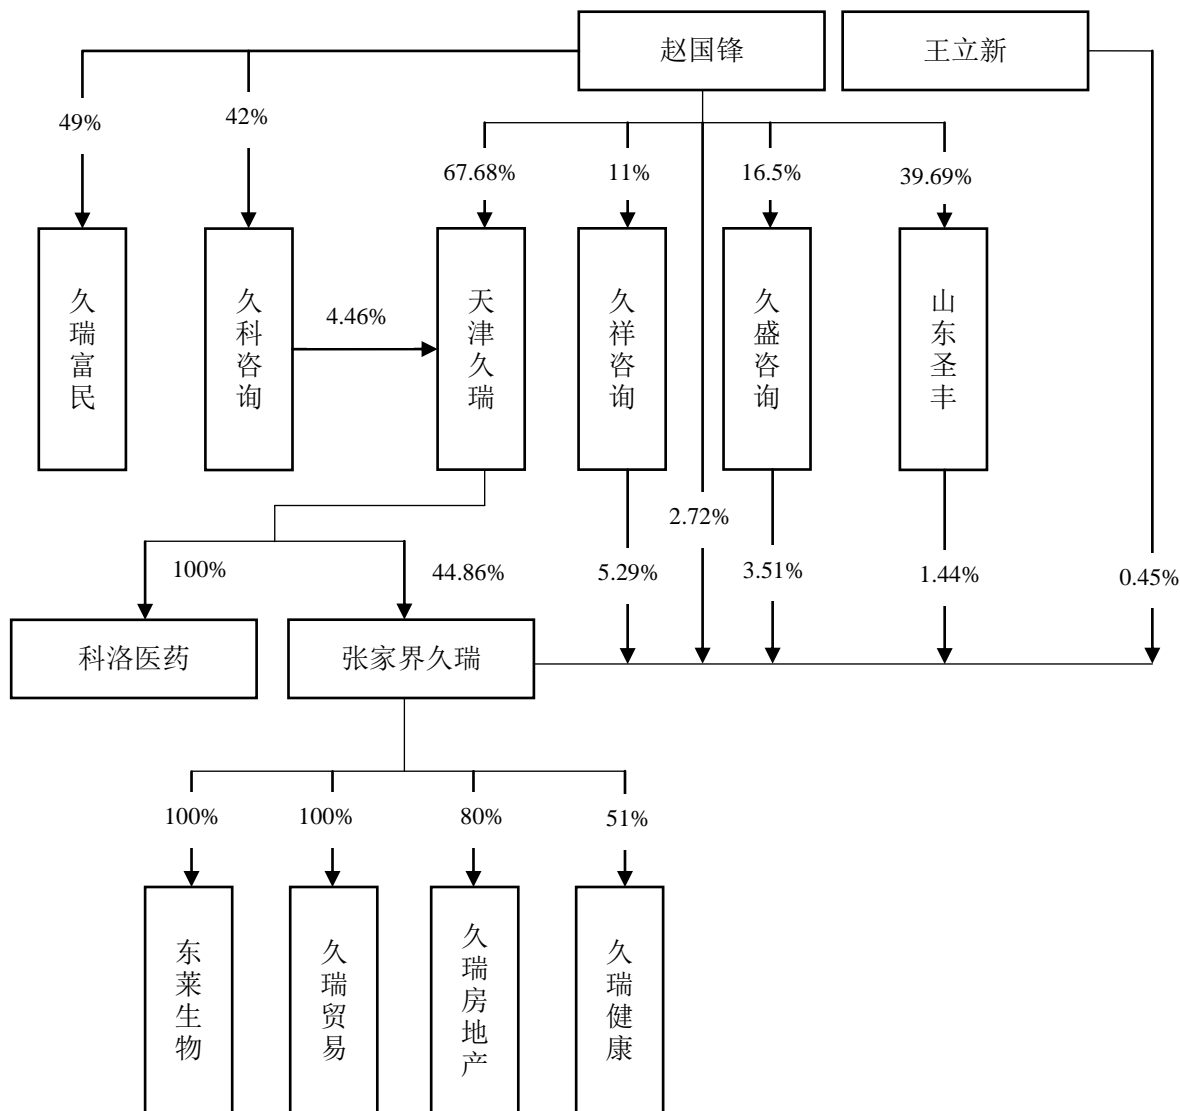 赵国锋
王立新
49%
42%
67.68%
11%
16.5%
39.69%
久瑞富民
久科咨询
4.46%
天津久瑞
久祥咨询
久盛咨询
山东圣丰
2.72%
100%
44.86%
5.29%
3.51%
1.44%
0.45%
科洛医药
张家界久瑞
100%
100%
80%
51%
东莱生物
久瑞贸易
久瑞房地产
久瑞健康